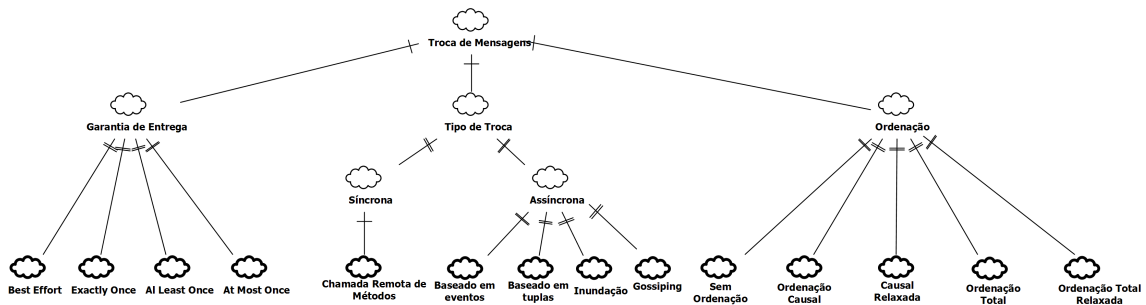 Troca de Mensagens
Garantia de Entrega
Tipo de Troca
Ordenação
Síncrona
Assíncrona
Best Effort
Exactly Once
Al Least Once
At Most Once
Chamada Remota de
Métodos
Baseado em
eventos
Baseado em
tuplas
Inundação
Gossiping
Sem
Ordenação
Ordenação
Causal
Causal
Relaxada
Ordenação
Total
Ordenação Total
Relaxada